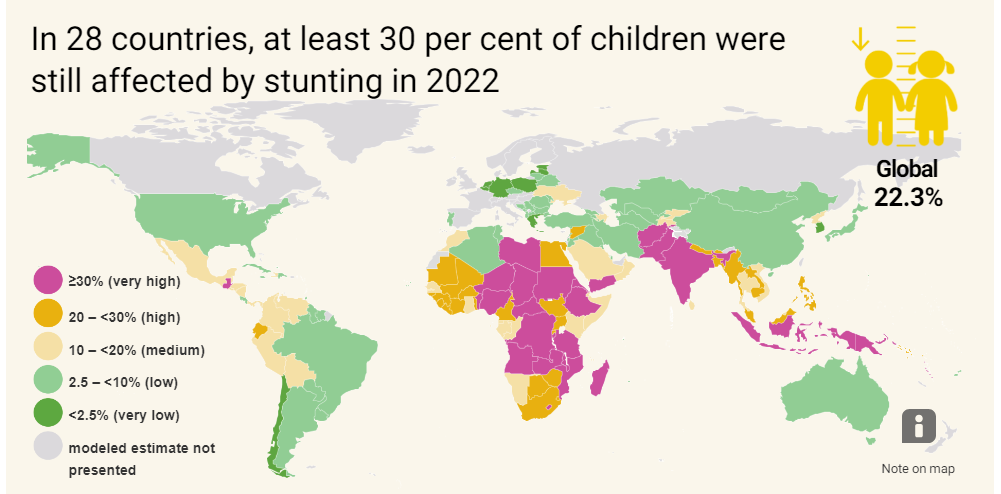 In 28 countries, at least 30 per cent of children were
still affected by stunting in 2022
Global
22.3%
≥30% (very high)
20 – <30% (high)
10 – <20% (medium)
2.5 – <10% (low)
<2.5% (very low)
modeled estimate not
presented
i
Note on map